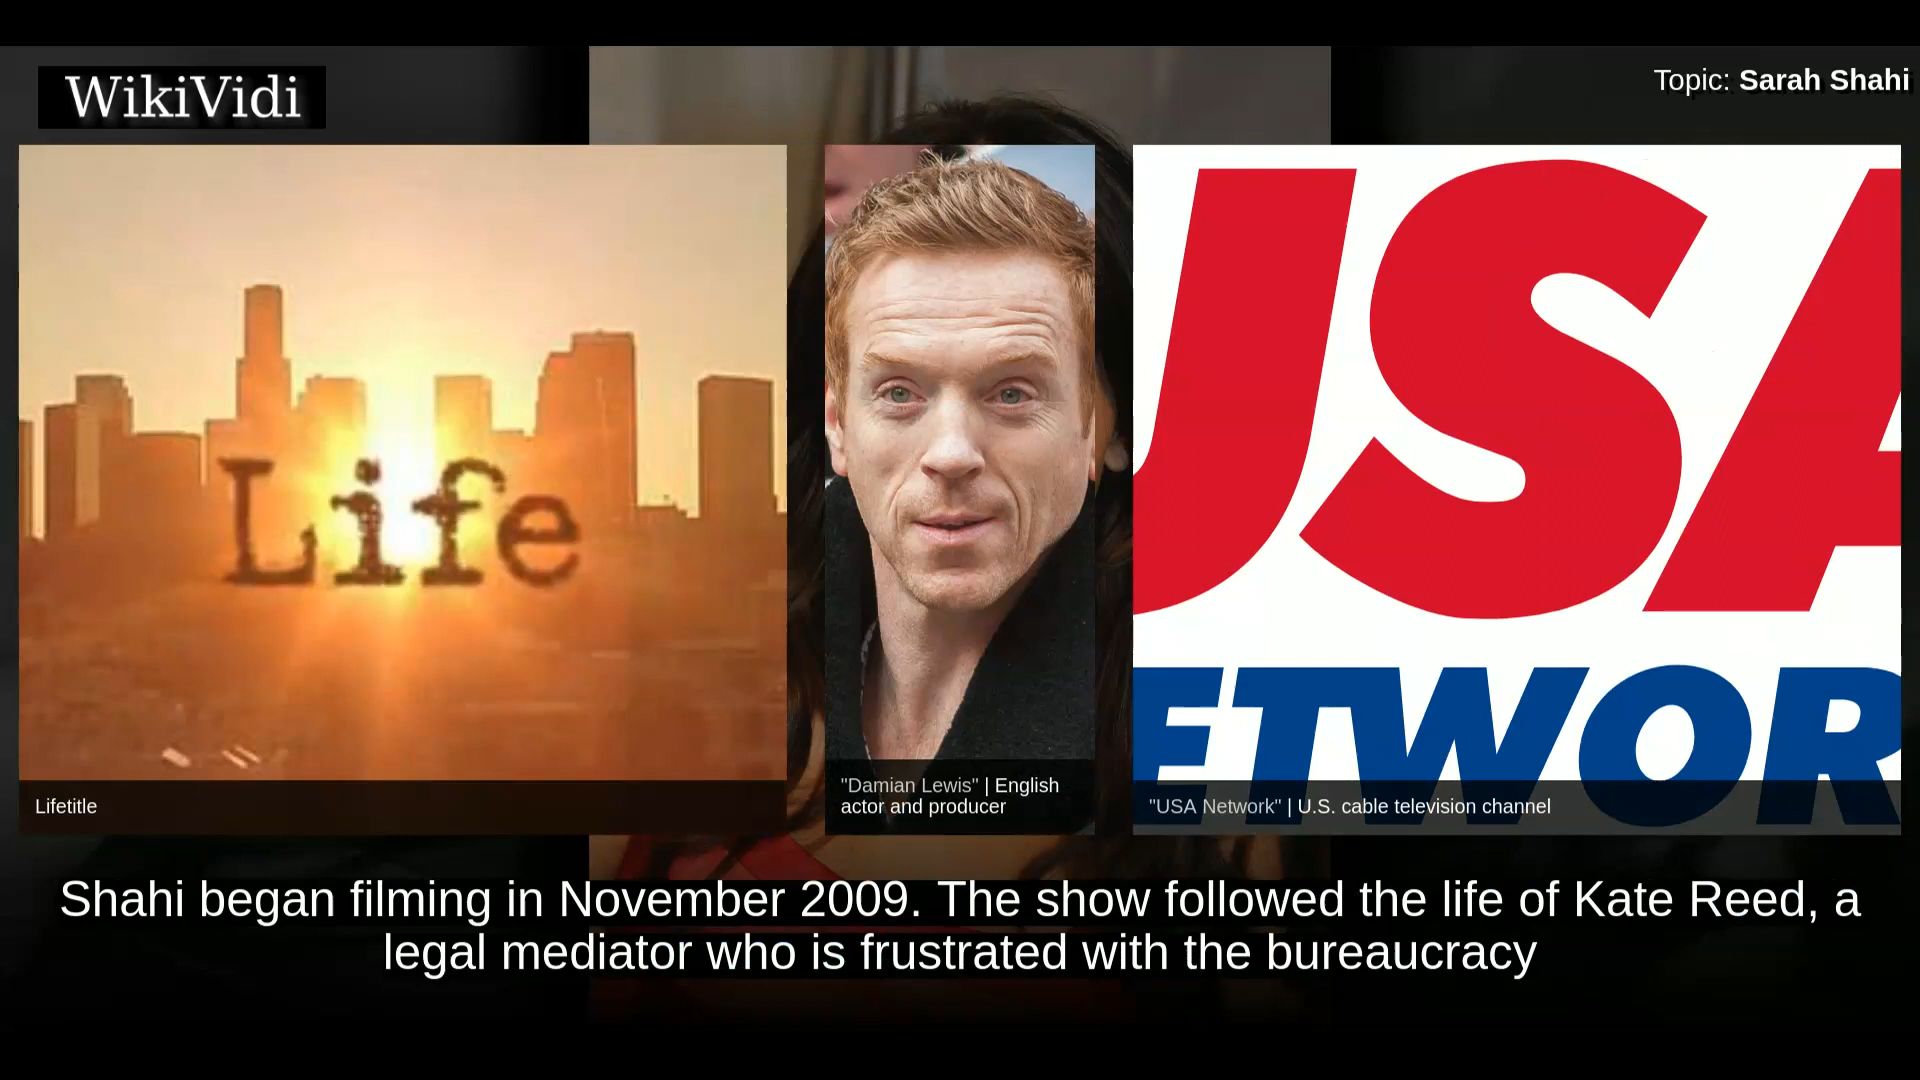 WikiVidi
Topic: Sarah Shahi
Life
USA
ETWOR
Lifetitle
"Damian Lewis" | English
actor and producer
"USA Network" | U.S. cable television channel
Shahi began filming in November 2009. The show followed the life of Kate Reed, a
legal mediator who is frustrated with the bureaucracy